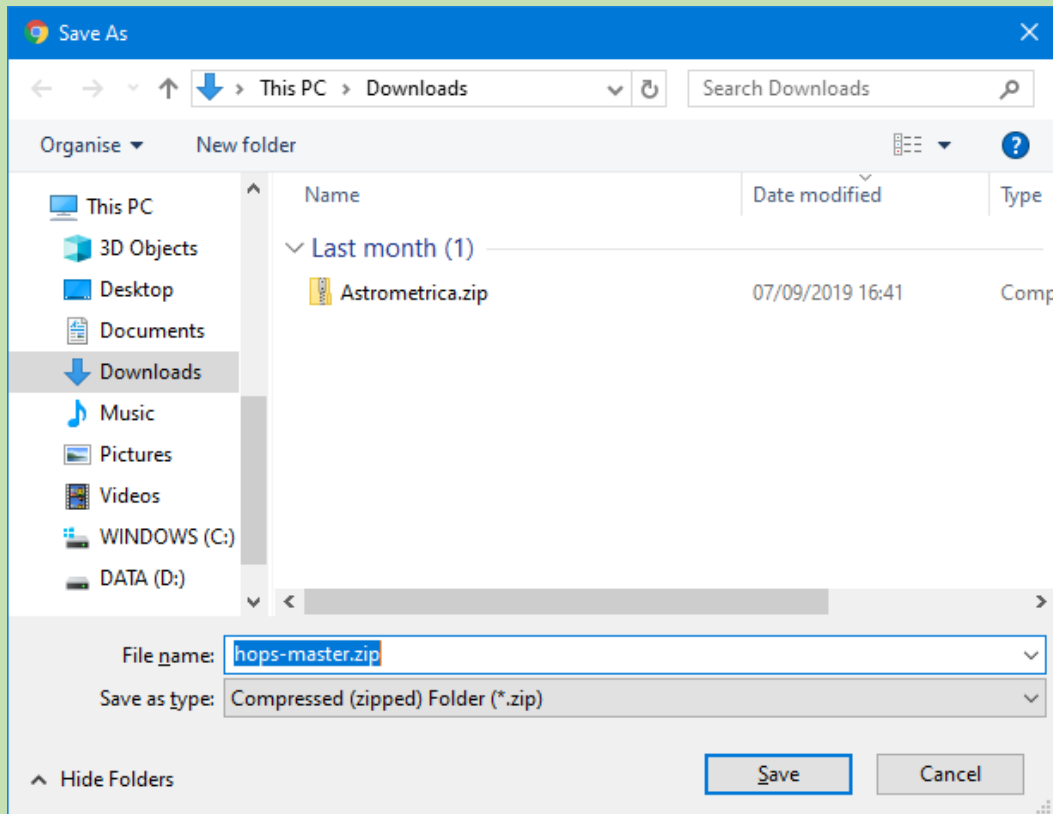 Save As
This PC > Downloads
Search Downloads
Organise
New folder
?
Name
Date modified
Type
This PC
3D Objects
Desktop
Documents
Downloads
Music
Pictures
Videos
WINDOWS (C:)
DATA (D:)
Last month (1)
Astrometrica.zip
07/09/2019 16:41
Comp
File name:
hops-master.zip
Save as type:
Compressed (zipped) Folder (*.zip)
Hide Folders
Save
Cancel